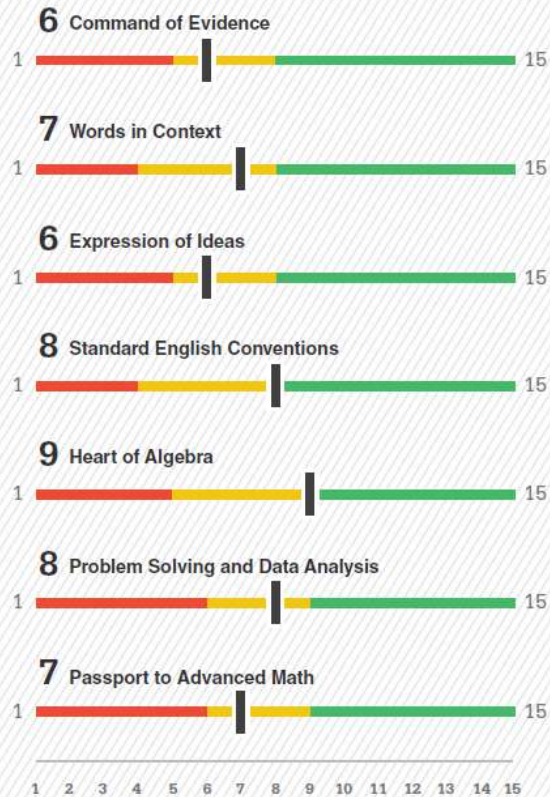 6 Command of Evidence
1 15
7 Words in Context
1 15
6 Expression of Ideas
1 15
8 Standard English Conventions
1 15
9 Heart of Algebra
1 15
8 Problem Solving and Data Analysis
1 15
7 Passport to Advanced Math
1 15
1 2 3 4 5 6 7 8 9 10 11 12 13 14 15